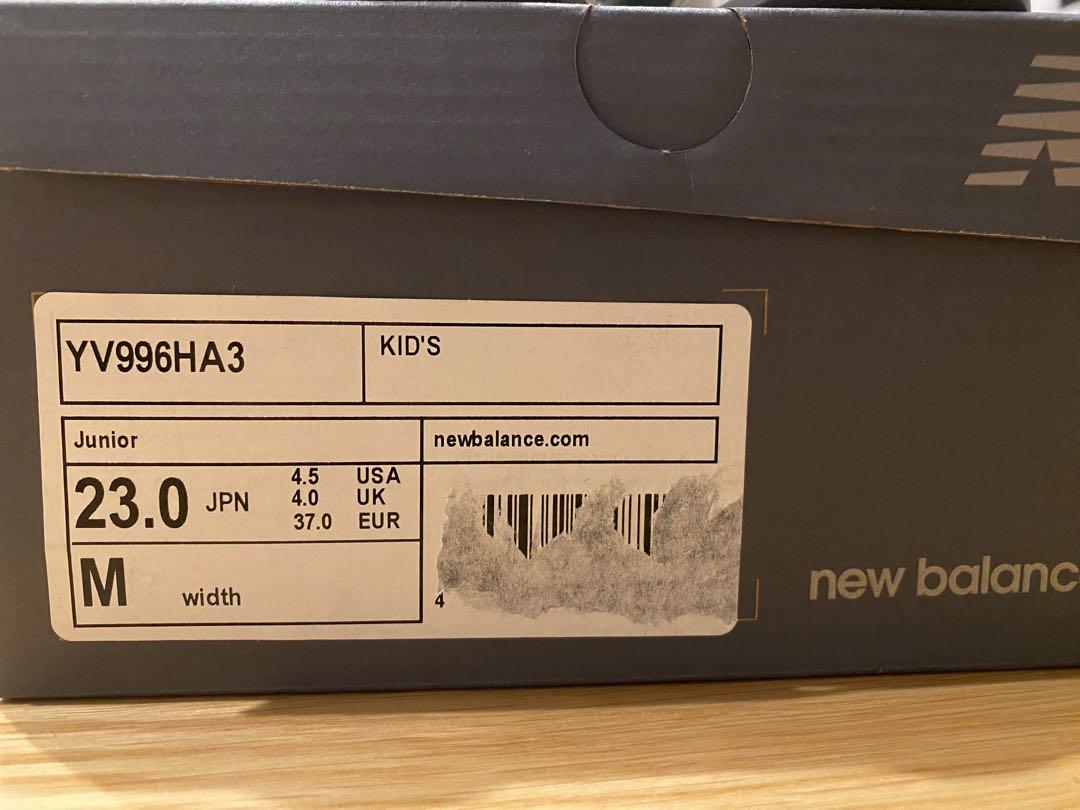 YV996HA3
KID'S
Junior
newbalance.com
23.0 JPN
4.5 USA
4.0 UK
37.0 EUR
M width
4
new balanc